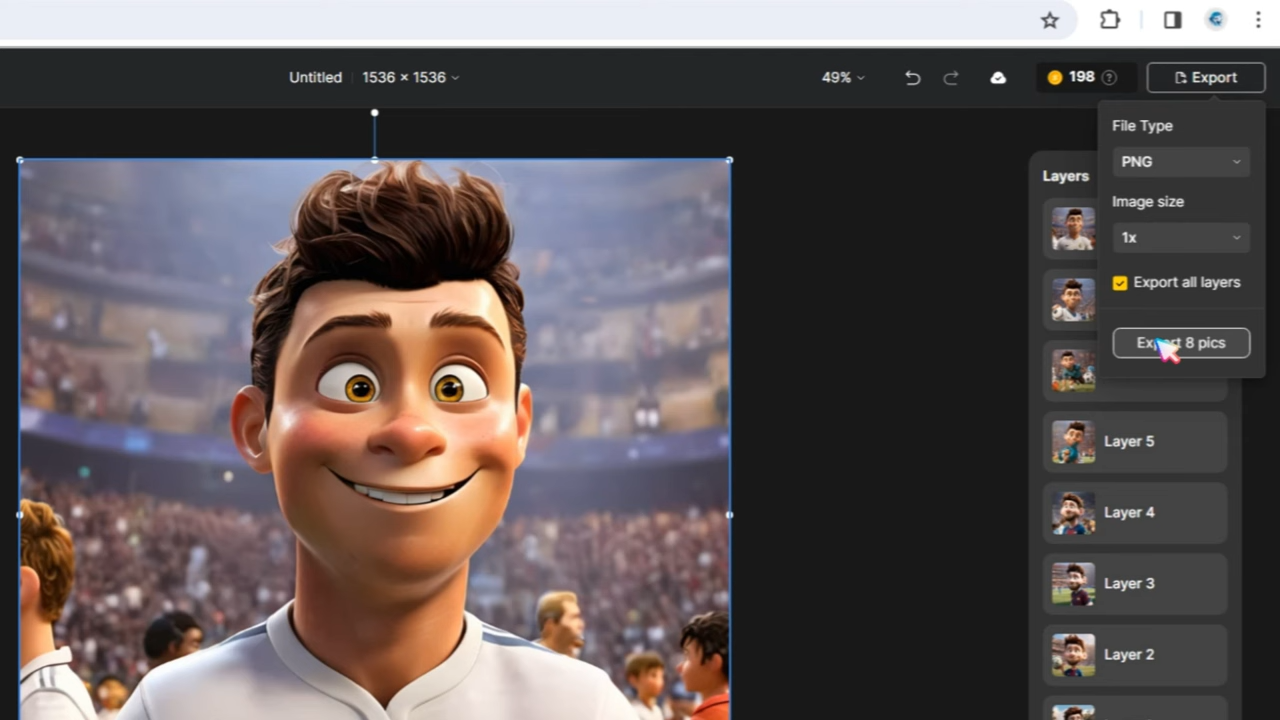 Untitled 1536 × 1536 49% 198 Export
File Type
PNG
Layers
Image size
1x
Export all layers
Export 8 pics
Layer 5
Layer 4
Layer 3
Layer 2